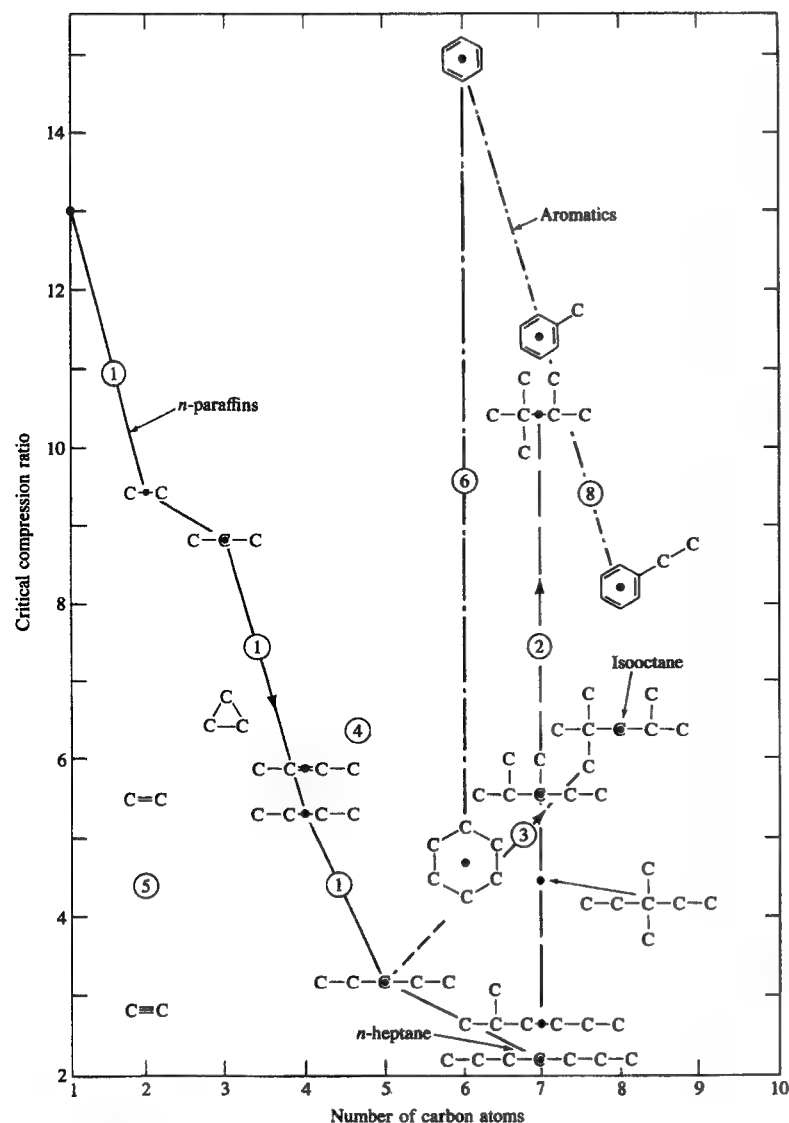 14
12
10
8
6
4
2
1
2
3
4
5
6
7
8
9
10
Critical compression ratio
Number of carbon atoms
Aromatics
n-paraffins
Isooctane
n-heptane
1
1
1
6
8
2
4
3
5
C
C C
C—C—C—C
C
C—C
C—C—C
C—C
C C
C—C—C—C—C
C
C
C—C
C—C=C—C
C C
C—C—C—C—C
C=C
C—C—C—C
C
C C
C C
C
C
C—C—C—C—C
C
C—C—C—C—C
C
C≡C
C—C—C—C—C—C
C—C—C—C—C—C—C